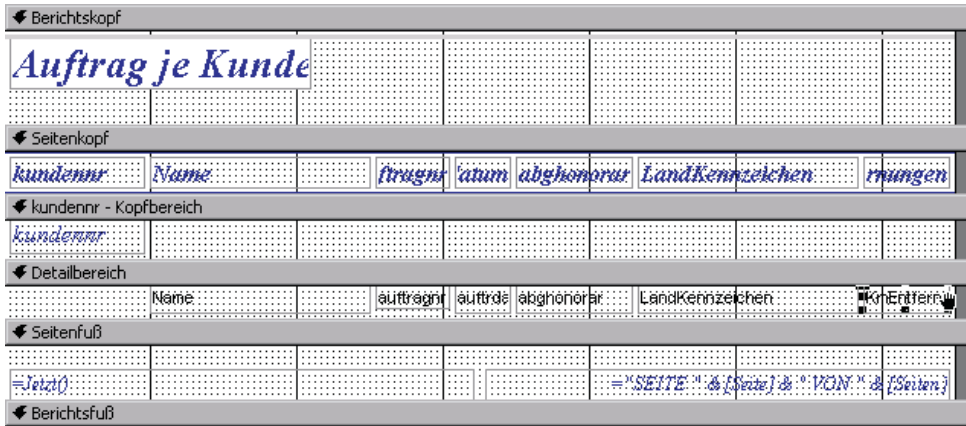 Berichtskopf
Auftrag je Kunde
Seitenkopf
kundennr Name ftragnr atum abghonorar LandKennzeichen rnungen
kundennr - Kopfbereich
kundennr
Detailbereich
Name auftragnr auftrda abghonorar LandKennzeichen KmEntfern
Seitenfuß
=Jetzt() ="SEITE " & [Seite] & " VON " & [Seiten]
Berichtsfuß